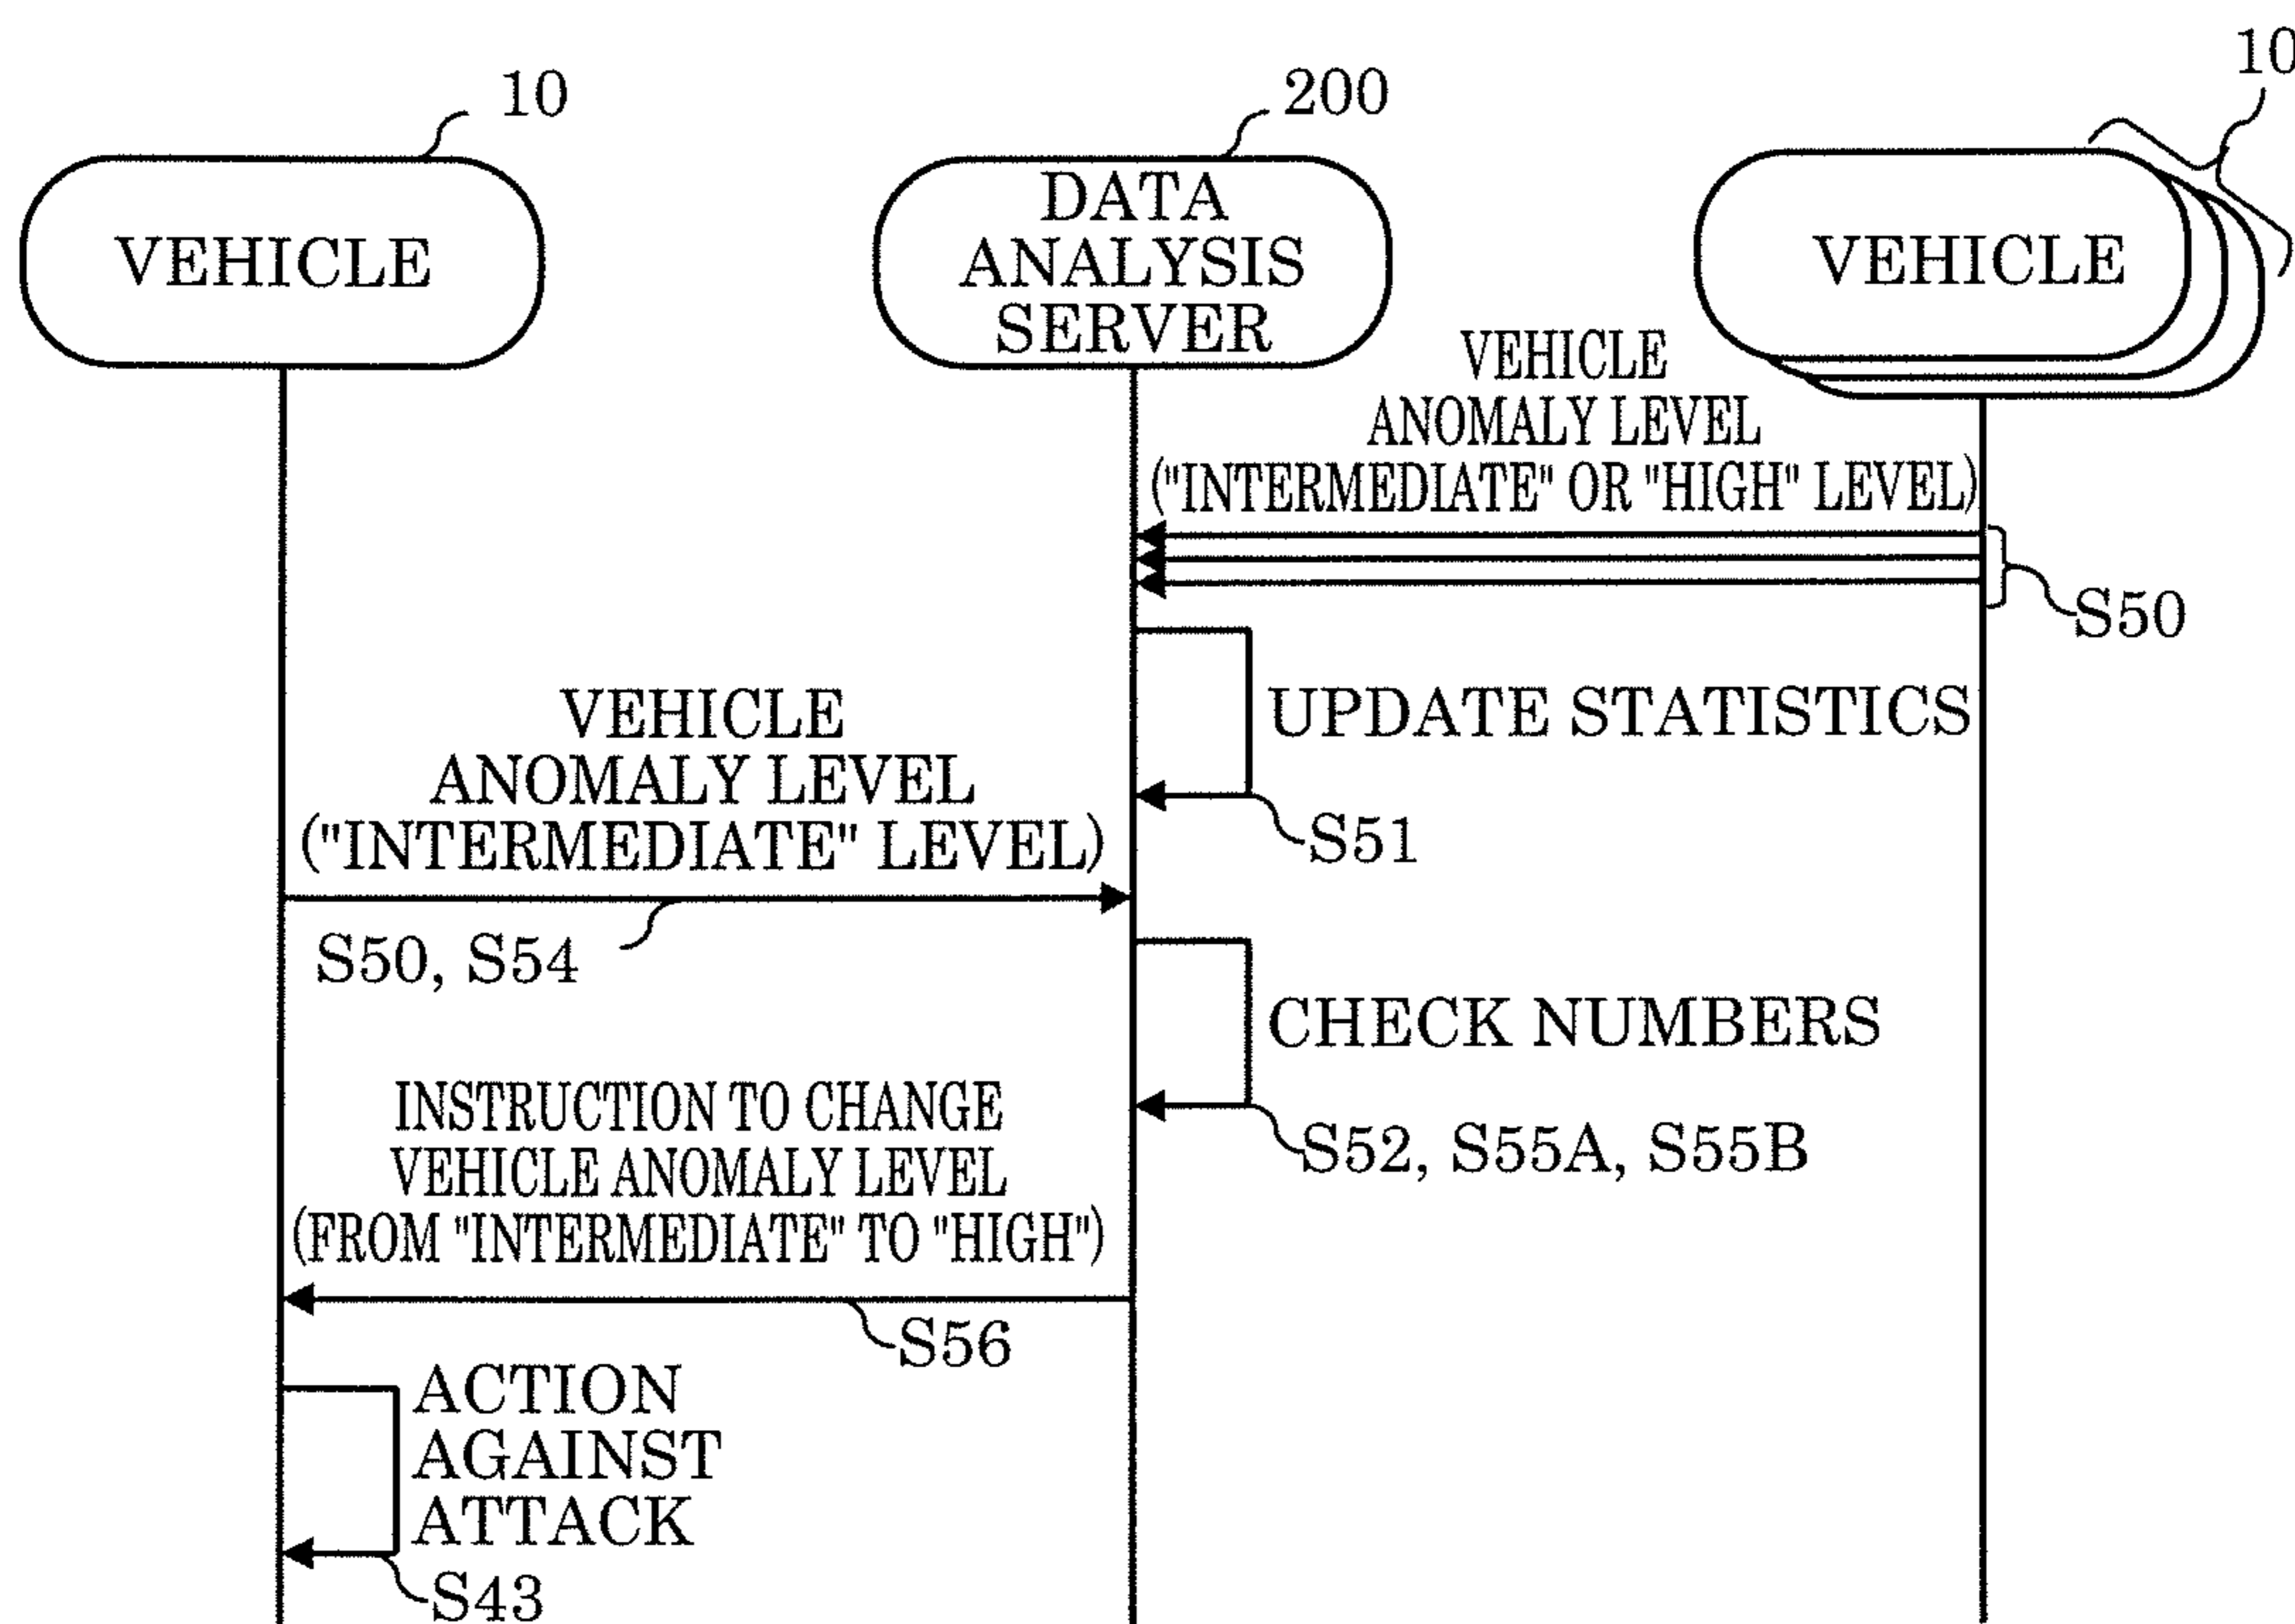 10
200
10
VEHICLE
DATA
ANALYSIS
SERVER
VEHICLE
VEHICLE
ANOMALY LEVEL
("INTERMEDIATE" OR "HIGH" LEVEL)
S50
UPDATE STATISTICS
S51
VEHICLE
ANOMALY LEVEL
("INTERMEDIATE" LEVEL)
S50, S54
CHECK NUMBERS
S52, S55A, S55B
INSTRUCTION TO CHANGE
VEHICLE ANOMALY LEVEL
(FROM "INTERMEDIATE" TO "HIGH")
S56
ACTION
AGAINST
ATTACK
S43